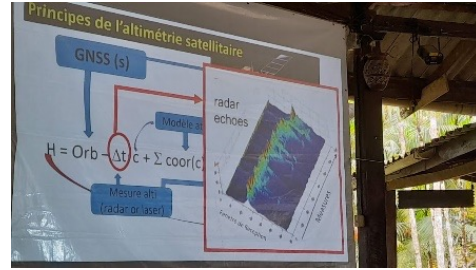 Principes de l'altimétrie satellitaire
GNSS (s)
radar
echoes
Modèle
H = Orb - Δt c + Σ coor(c)
Mesure alti
(radar or laser)